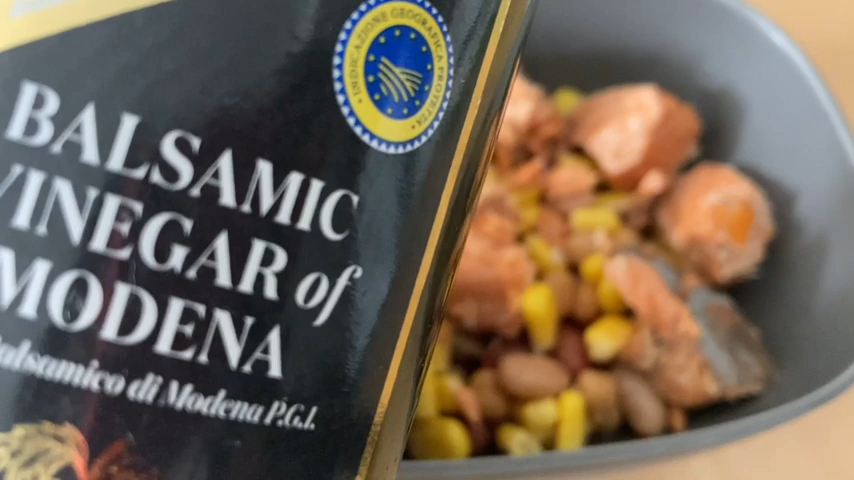 INDICAZIONE GEOGRAFICA PROTETTA
BALSAMIC
VINEGAR of
MODENA
Balsamico di Modena P.G.I.